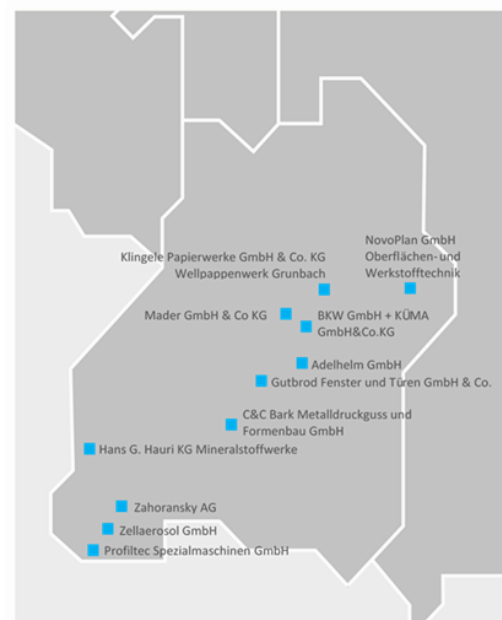 NovoPlan GmbH
Oberflächen- und
Werkstofftechnik
Klingele Papierwerke GmbH & Co. KG
Wellpappenwerk Grunbach
Mader GmbH & Co KG
BKW GmbH + KÜMA
GmbH&Co.KG
Adelhelm GmbH
Gutbrod Fenster und Türen GmbH & Co.
C&C Bark Metalldruckguss und
Formenbau GmbH
Hans G. Hauri KG Mineralstoffwerke
Zahoransky AG
Zellaerosol GmbH
Profiltec Spezialmaschinen GmbH